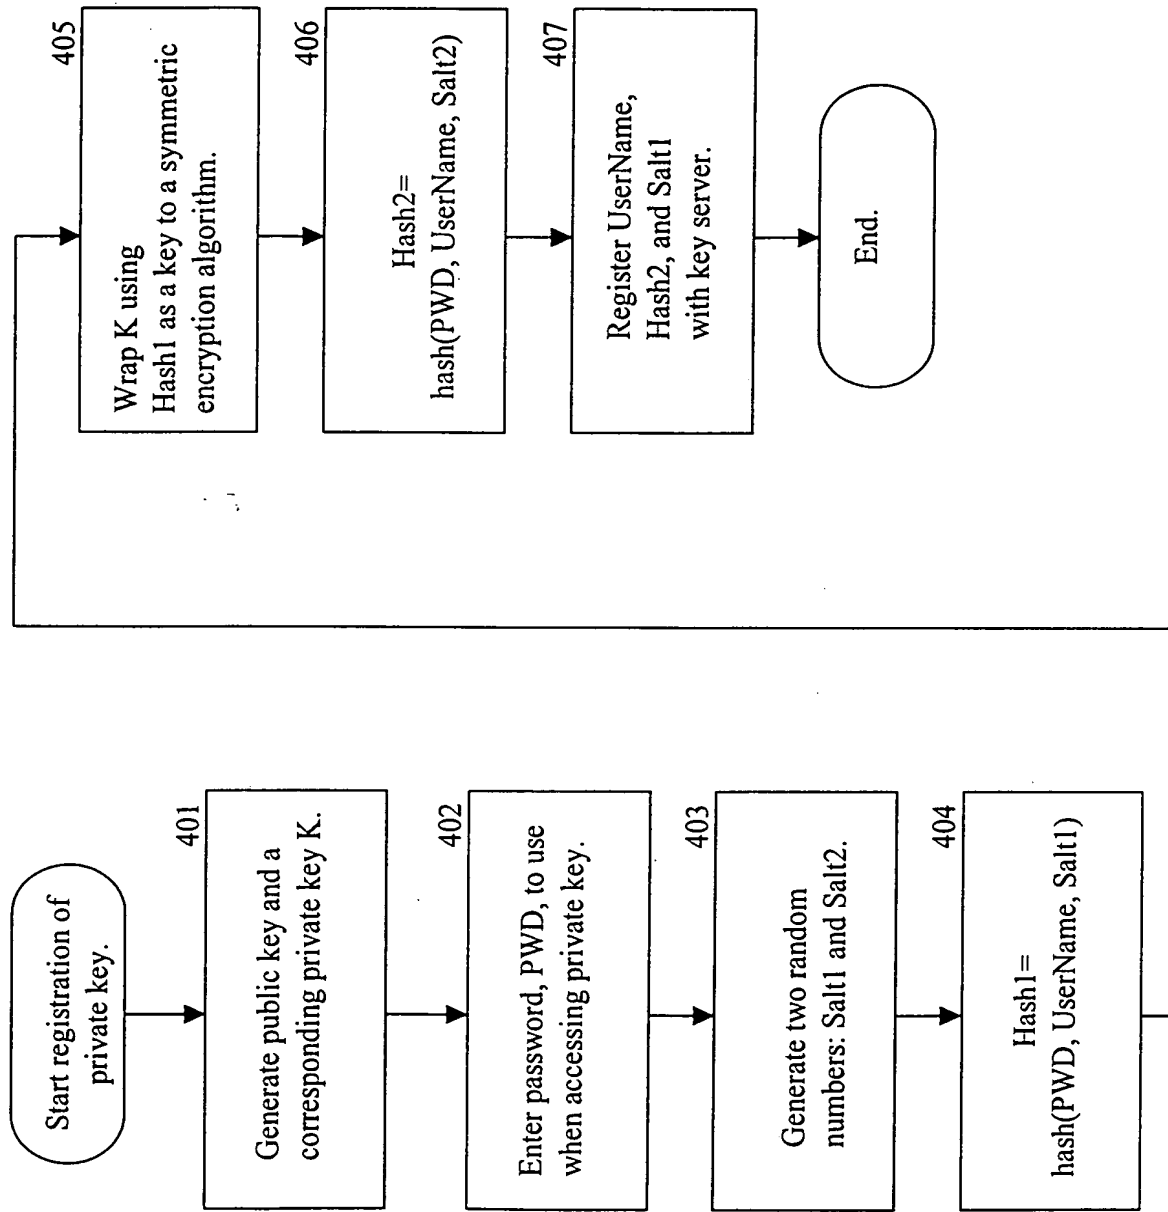 Start registration of
private key.
401
Generate public key and a
corresponding private key K.
402
Enter password, PWD, to use
when accessing private key.
403
Generate two random
numbers: Salt1 and Salt2.
404
Hash1=
hash(PWD, UserName, Salt1)
405
Wrap K using
Hash1 as a key to a symmetric
encryption algorithm.
406
Hash2=
hash(PWD, UserName, Salt2)
407
Register UserName,
Hash2, and Salt1
with key server.
End.